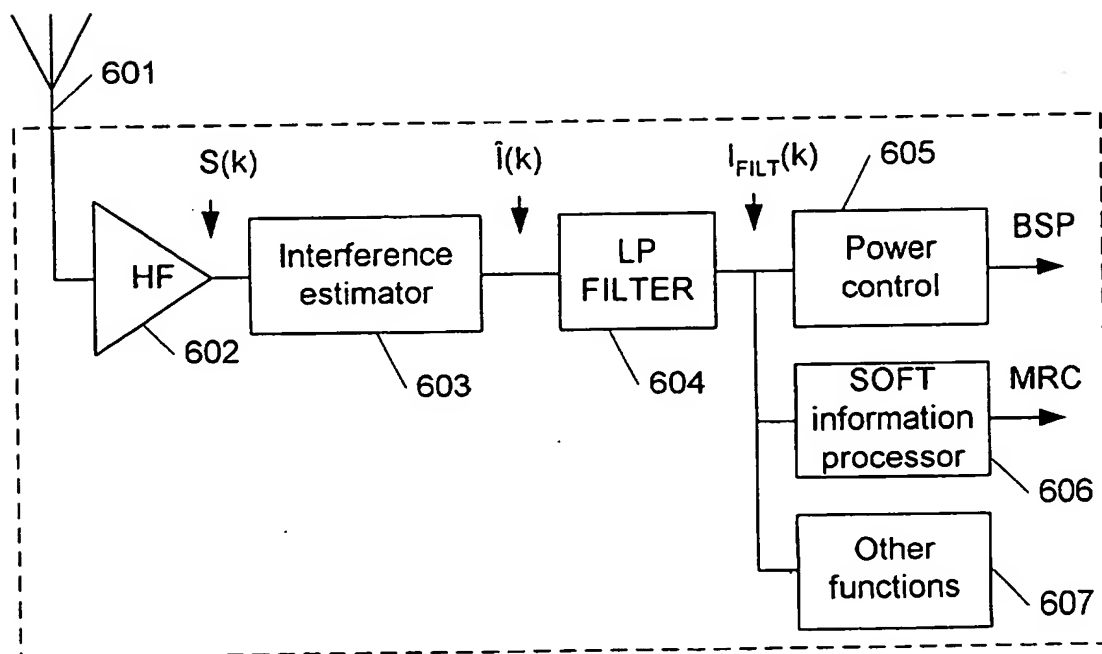 601
S(k)
Î(k)
I_FILT(k)
605
HF
Interference
estimator
LP
FILTER
Power
control
BSP
602
603
604
SOFT
information
processor
MRC
606
Other
functions
607